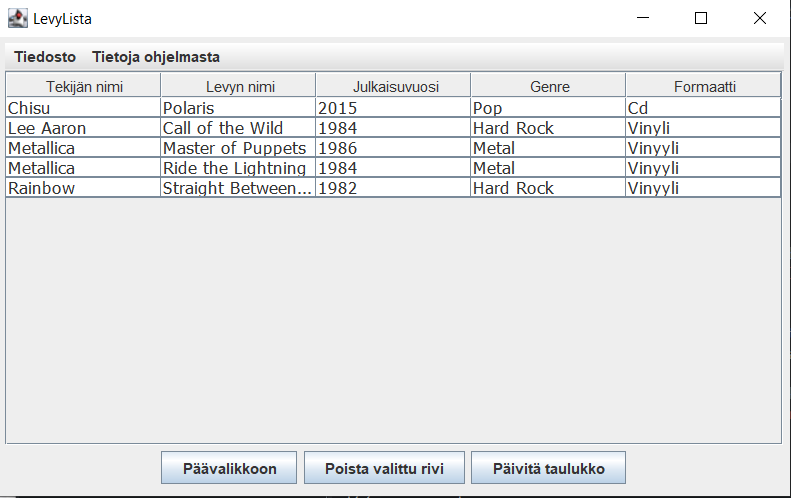 LevyLista
Tiedosto Tietoja ohjelmasta
Tekijän nimi Levyn nimi Julkaisuvuosi Genre Formaatti
Chisu Polaris 2015 Pop Cd
Lee Aaron Call of the Wild 1984 Hard Rock Vinyli
Metallica Master of Puppets 1986 Metal Vinyyli
Metallica Ride the Lightning 1984 Metal Vinyyli
Rainbow Straight Between... 1982 Hard Rock Vinyyli
Päävalikkoon Poista valittu rivi Päivitä taulukko